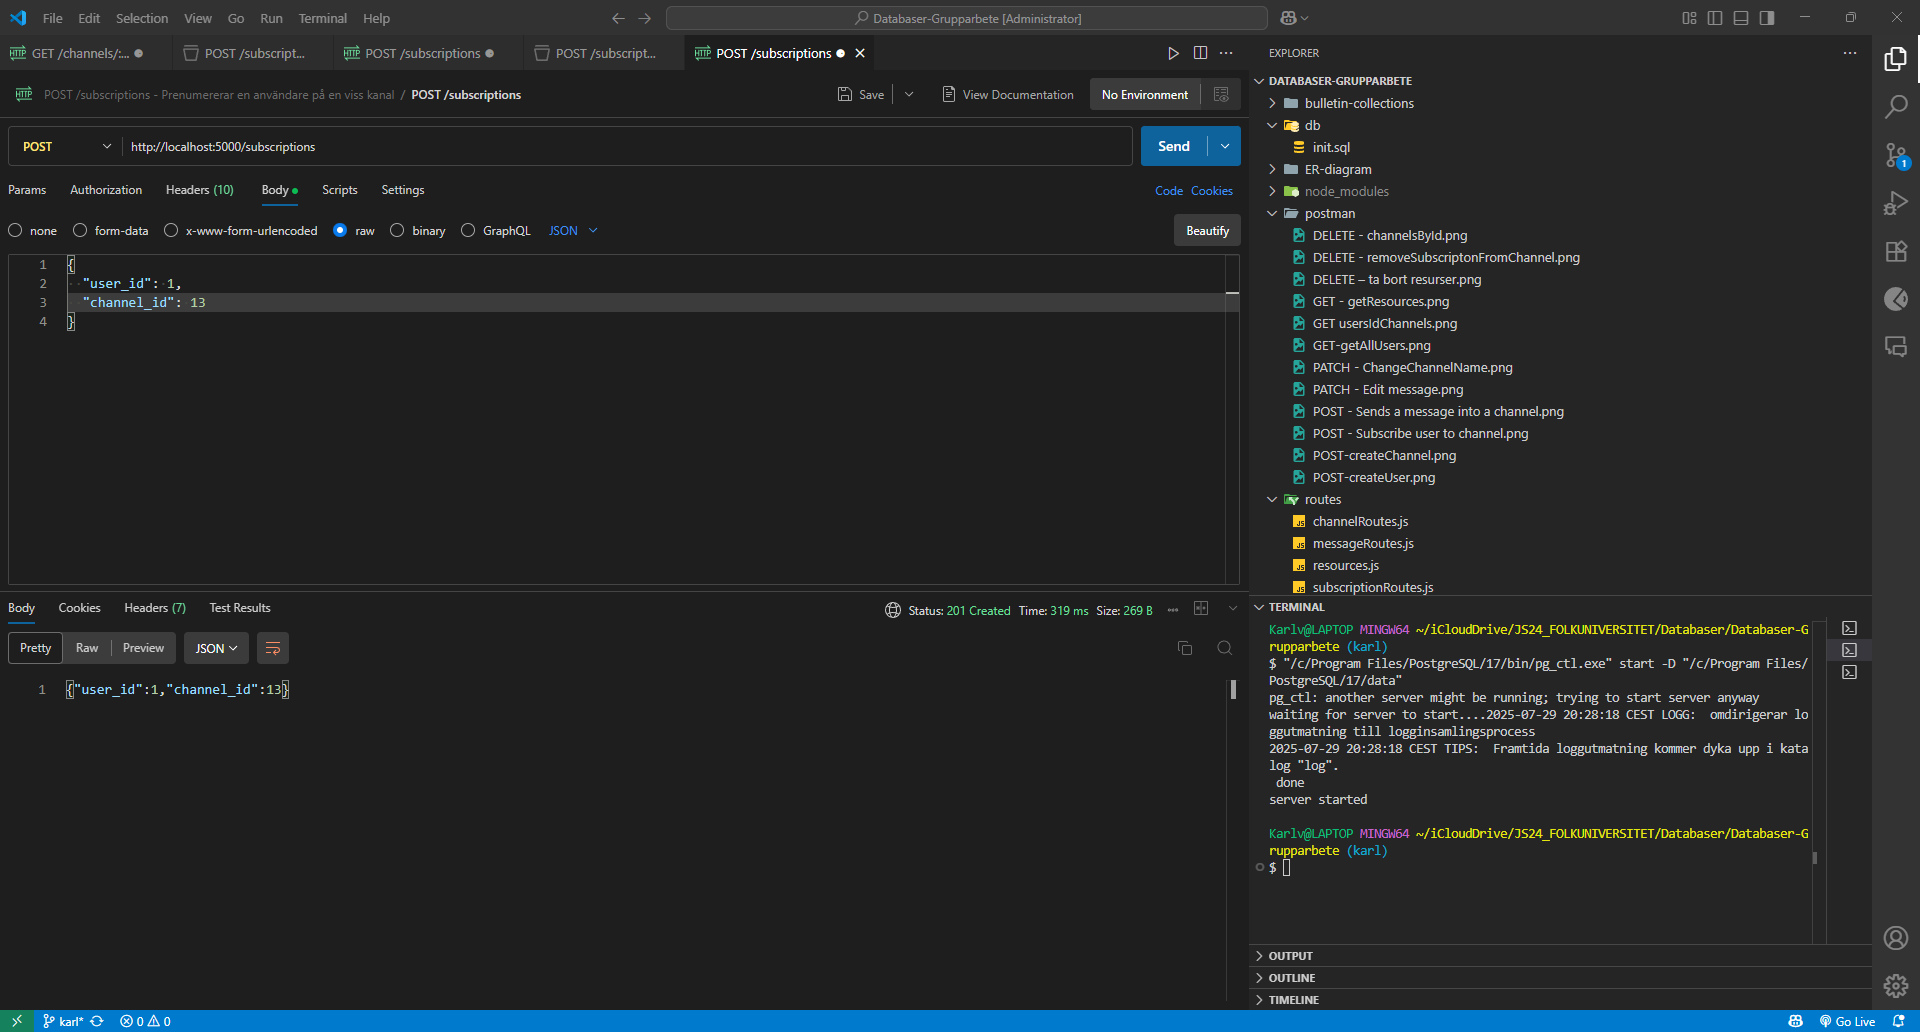 File Edit Selection View Go Run Terminal Help
Databaser-Grupparbete [Administrator]
GET /channels/:...
POST /subscript...
POST /subscriptions
POST /subscript...
POST /subscriptions
POST /subscriptions - Prenumererar en användare på en viss kanal / POST /subscriptions
Save
View Documentation
No Environment
POST
http://localhost:5000/subscriptions
Send
Params Authorization Headers (10) Body Scripts Settings
Code Cookies
none form-data x-www-form-urlencoded raw binary GraphQL JSON
Beautify
1 {
2 "user_id": 1,
3 "channel_id": 13
4 }
Body Cookies Headers (7) Test Results
Status: 201 Created Time: 319 ms Size: 269 B
Pretty Raw Preview JSON
1 {"user_id":1,"channel_id":13}
EXPLORER
DATABASER-GRUPPARBETE
bulletin-collections
db
init.sql
ER-diagram
node_modules
postman
DELETE - channelsById.png
DELETE - removeSubscriptonFromChannel.png
DELETE – ta bort resurser.png
GET - getResources.png
GET usersIdChannels.png
GET-getAllUsers.png
PATCH - ChangeChannelName.png
PATCH - Edit message.png
POST - Sends a message into a channel.png
POST - Subscribe user to channel.png
POST-createChannel.png
POST-createUser.png
routes
channelRoutes.js
messageRoutes.js
resources.js
subscriptionRoutes.js
TERMINAL
Karlv@LAPTOP MINGW64 ~/iCloudDrive/JS24_FOLKUNIVERSITET/Databaser/Databaser-G
rupparbete (karl)
$ "/c/Program Files/PostgreSQL/17/bin/pg_ctl.exe" start -D "/c/Program Files/
PostgreSQL/17/data"
pg_ctl: another server might be running; trying to start server anyway
waiting for server to start....2025-07-29 20:28:18 CEST LOGG:  omdirigerar lo
ggutmatning till logginsamlingsprocess
2025-07-29 20:28:18 CEST TIPS:  Framtida loggutmatning kommer dyka upp i kata
log "log".
done
server started
Karlv@LAPTOP MINGW64 ~/iCloudDrive/JS24_FOLKUNIVERSITET/Databaser/Databaser-G
rupparbete (karl)
$
OUTPUT
OUTLINE
TIMELINE
1
karl* 0 0
Go Live